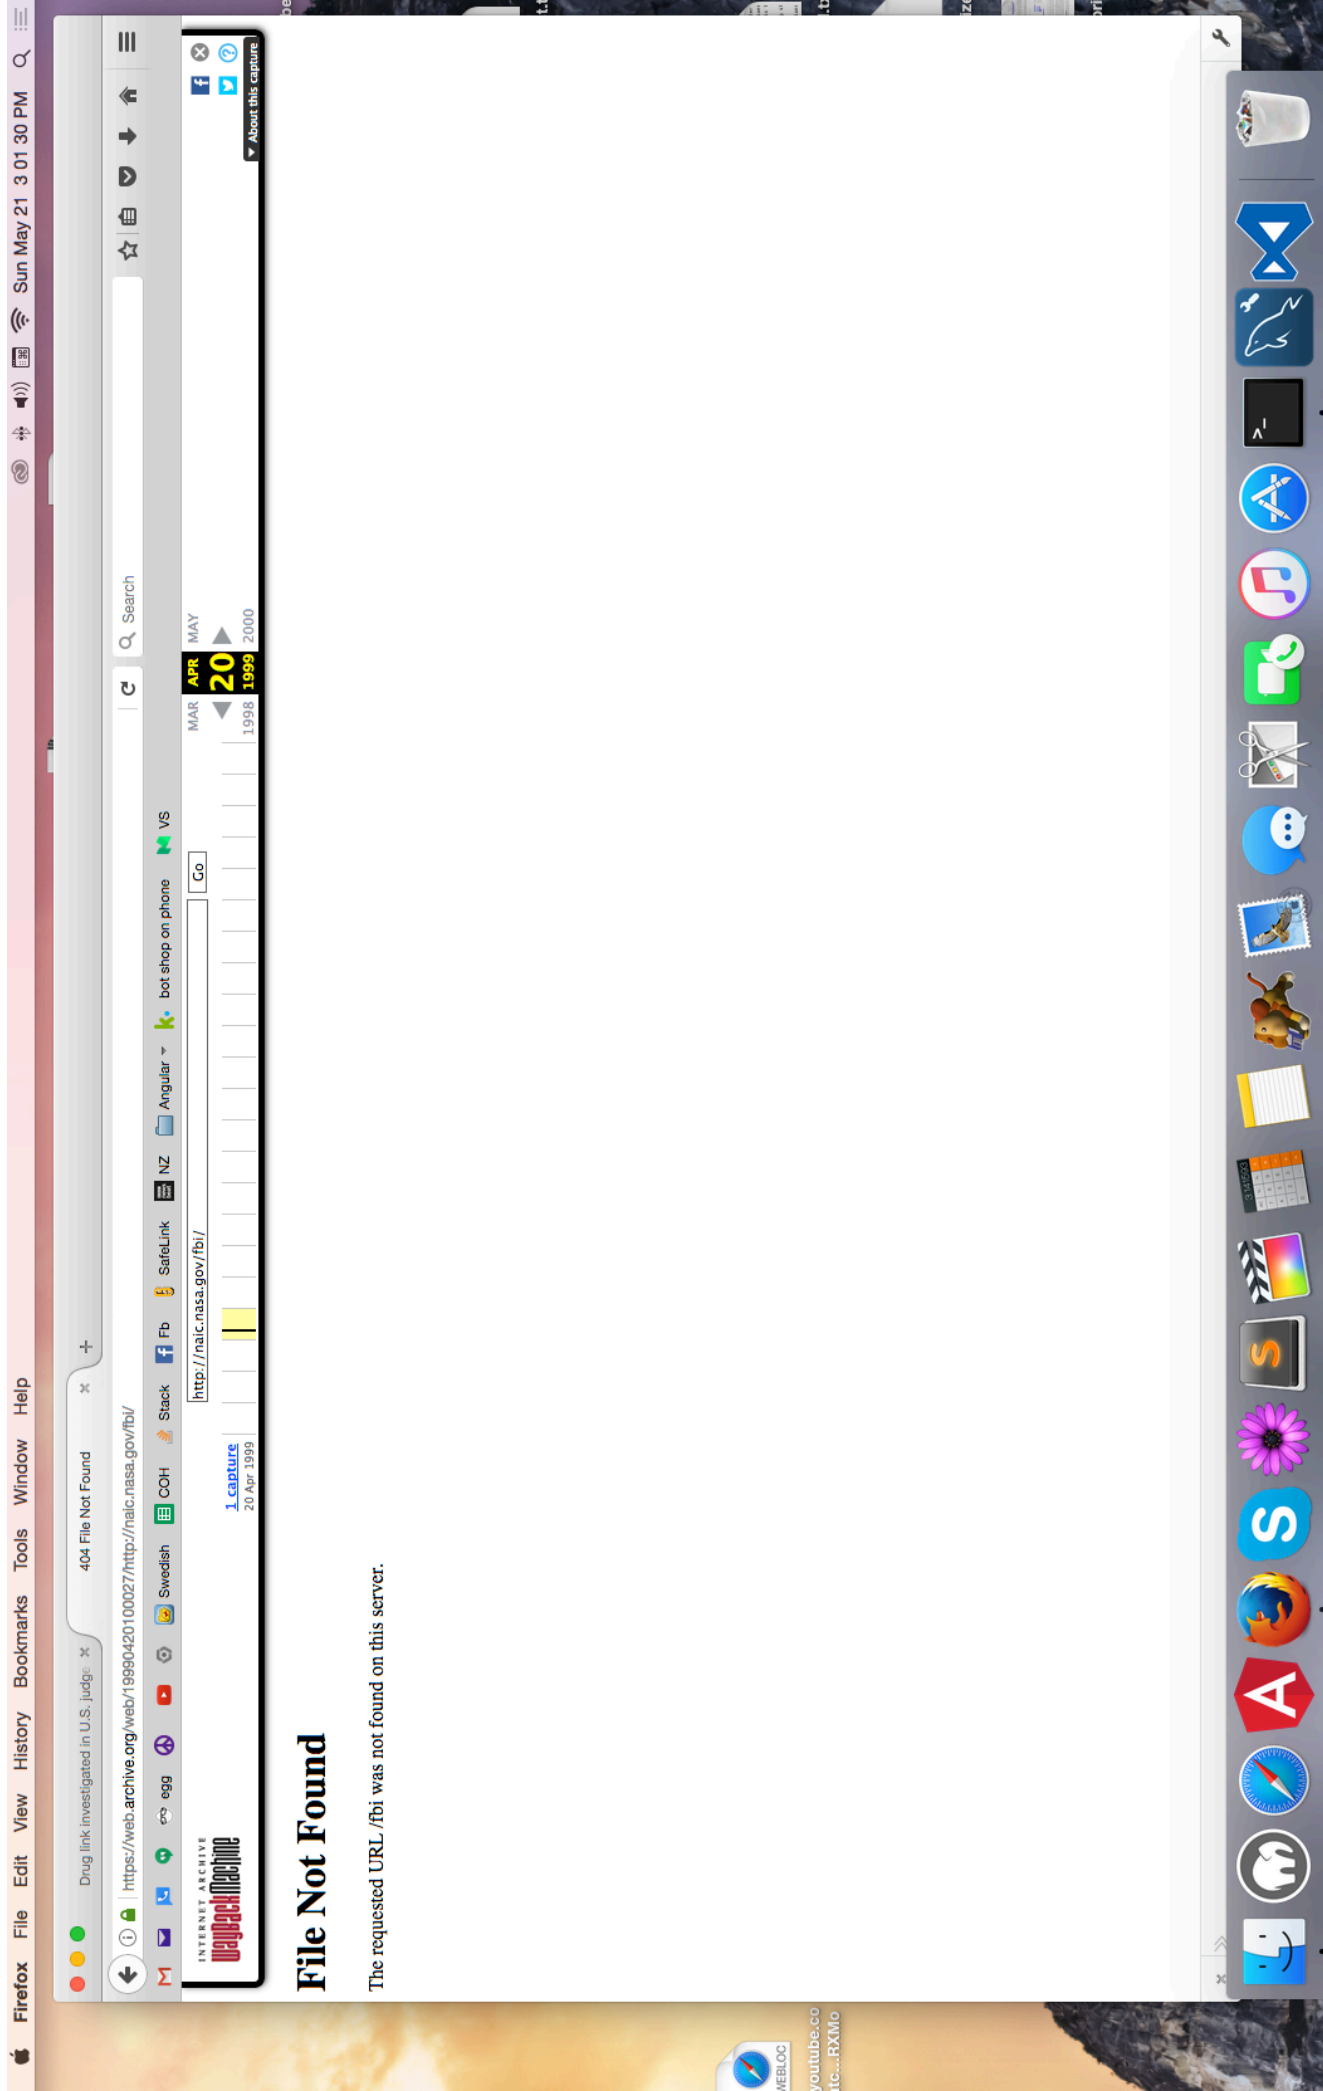 Firefox File Edit View History Bookmarks Tools Window Help Sun May 21 3 01 30 PM
Drug link investigated in U.S. judge
404 File Not Found
https://web.archive.org/web/19990420100027/http://naic.nasa.gov/fbi/
Search
egg Swedish COH Stack Fb SafeLink NZ Angular bot shop on phone VS
INTERNET ARCHIVE
WayBackMachine
http://naic.nasa.gov/fbi/ Go
MAR APR MAY
1 capture
20
20 Apr 1999
1998 1999 2000
About this capture
File Not Found
The requested URL /fbi was not found on this server.
WEBLOC
youtube.co
RXMo